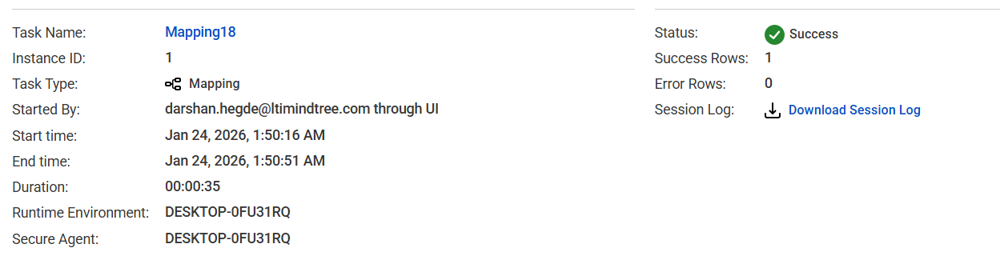 Task Name: Mapping18
Instance ID: 1
Task Type: Mapping
Started By: darshan.hegde@ltimindtree.com through UI
Start time: Jan 24, 2026, 1:50:16 AM
End time: Jan 24, 2026, 1:50:51 AM
Duration: 00:00:35
Runtime Environment: DESKTOP-0FU31RQ
Secure Agent: DESKTOP-0FU31RQ
Status: Success
Success Rows: 1
Error Rows: 0
Session Log: Download Session Log